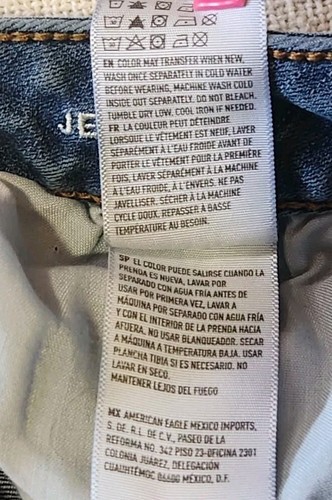 JE
EN COLOR MAY TRANSFER WHEN NEW,
WASH ONCE SEPARATELY IN COLD WATER
BEFORE WEARING, MACHINE WASH COLD
INSIDE OUT SEPARATELY. DO NOT BLEACH.
TUMBLE DRY LOW. COOL IRON IF NEEDED.
FR LA COULEUR PEUT DÉTEINDRE
LORSQUE LE VÊTEMENT EST NEUF, LAVER
SÉPARÉMENT À L'EAU FROIDE AVANT DE
PORTER LE VÊTEMENT POUR LA PREMIÈRE
FOIS, LAVER SÉPARÉMENT À LA MACHINE
À L'EAU FROIDE, À L'ENVERS. NE PAS
JAVELLISER. SÉCHER À LA MACHINE
CYCLE DOUX. REPASSER À BASSE
TEMPÉRATURE AU BESOIN.
SP EL COLOR PUEDE SALIRSE CUANDO LA
PRENDA ES NUEVA, LAVAR POR
SEPARADO CON AGUA FRÍA ANTES DE
USAR POR PRIMERA VEZ, LAVAR A
MÁQUINA POR SEPARADO CON AGUA FRÍA
Y CON EL INTERIOR DE LA PRENDA HACIA
AFUERA. NO USAR BLANQUEADOR. SECAR
A MÁQUINA A TEMPERATURA BAJA. USAR
PLANCHA TIBIA SI ES NECESARIO. NO
LAVAR EN SECO.
MANTENER LEJOS DEL FUEGO
MX AMERICAN EAGLE MEXICO IMPORTS,
S. DE. R.L. DE C.V., PASEO DE LA
REFORMA NO. 342 PISO 23-OFICINA 2301
COLONIA JUÁREZ, DELEGACIÓN
CUAUHTÉMOC 06600 MÉXICO, D.F.